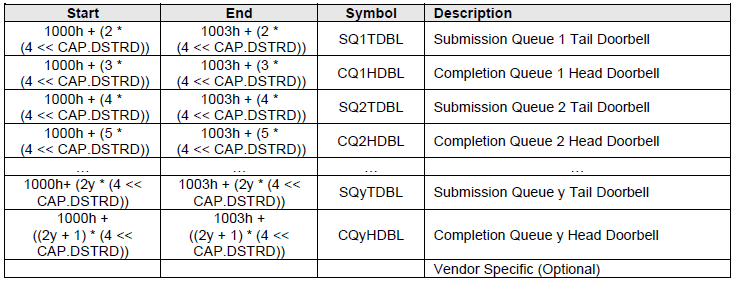 Start End Symbol Description
1000h + (2 * 1003h + (2 *
(4 << CAP.DSTRD)) (4 << CAP.DSTRD)) SQ1TDBL Submission Queue 1 Tail Doorbell
1000h + (3 * 1003h + (3 *
(4 << CAP.DSTRD)) (4 << CAP.DSTRD)) CQ1HDBL Completion Queue 1 Head Doorbell
1000h + (4 * 1003h + (4 *
(4 << CAP.DSTRD)) (4 << CAP.DSTRD)) SQ2TDBL Submission Queue 2 Tail Doorbell
1000h + (5 * 1003h + (5 *
(4 << CAP.DSTRD)) (4 << CAP.DSTRD)) CQ2HDBL Completion Queue 2 Head Doorbell
… … … …
1000h+ (2y * (4 << 1003h + (2y * (4 <<
CAP.DSTRD)) CAP.DSTRD)) SQyTDBL Submission Queue y Tail Doorbell
1000h + 1003h +
((2y + 1) * (4 << ((2y + 1) * (4 << CQyHDBL Completion Queue y Head Doorbell
CAP.DSTRD)) CAP.DSTRD))
Vendor Specific (Optional)